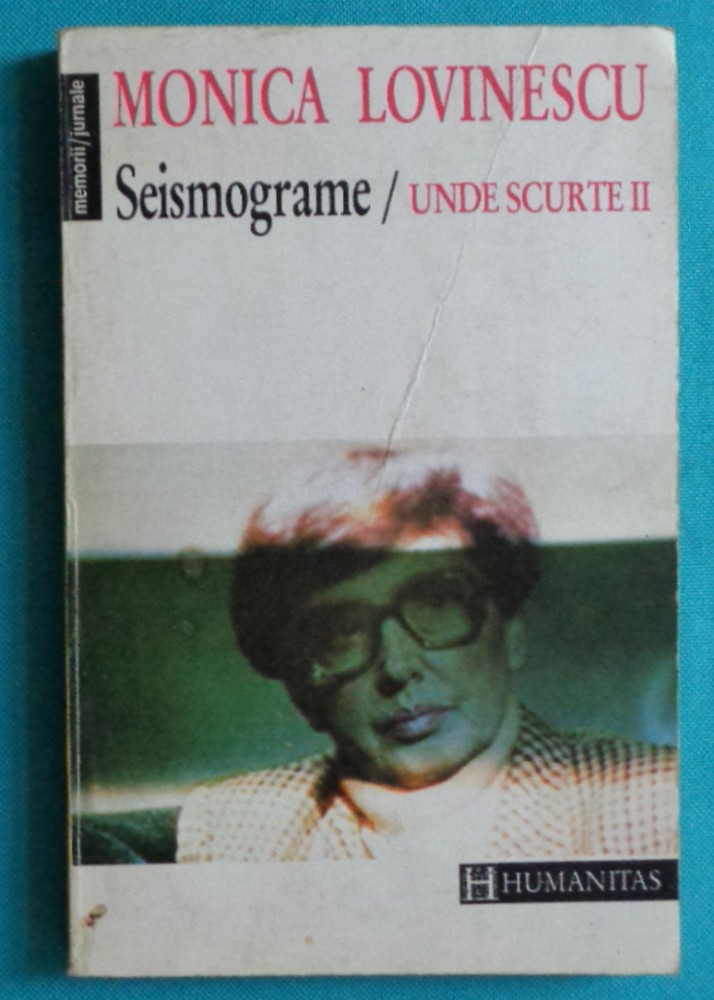 memorii/jurnale
MONICA LOVINESCU
Seismograme / UNDE SCURTE II
H HUMANITAS